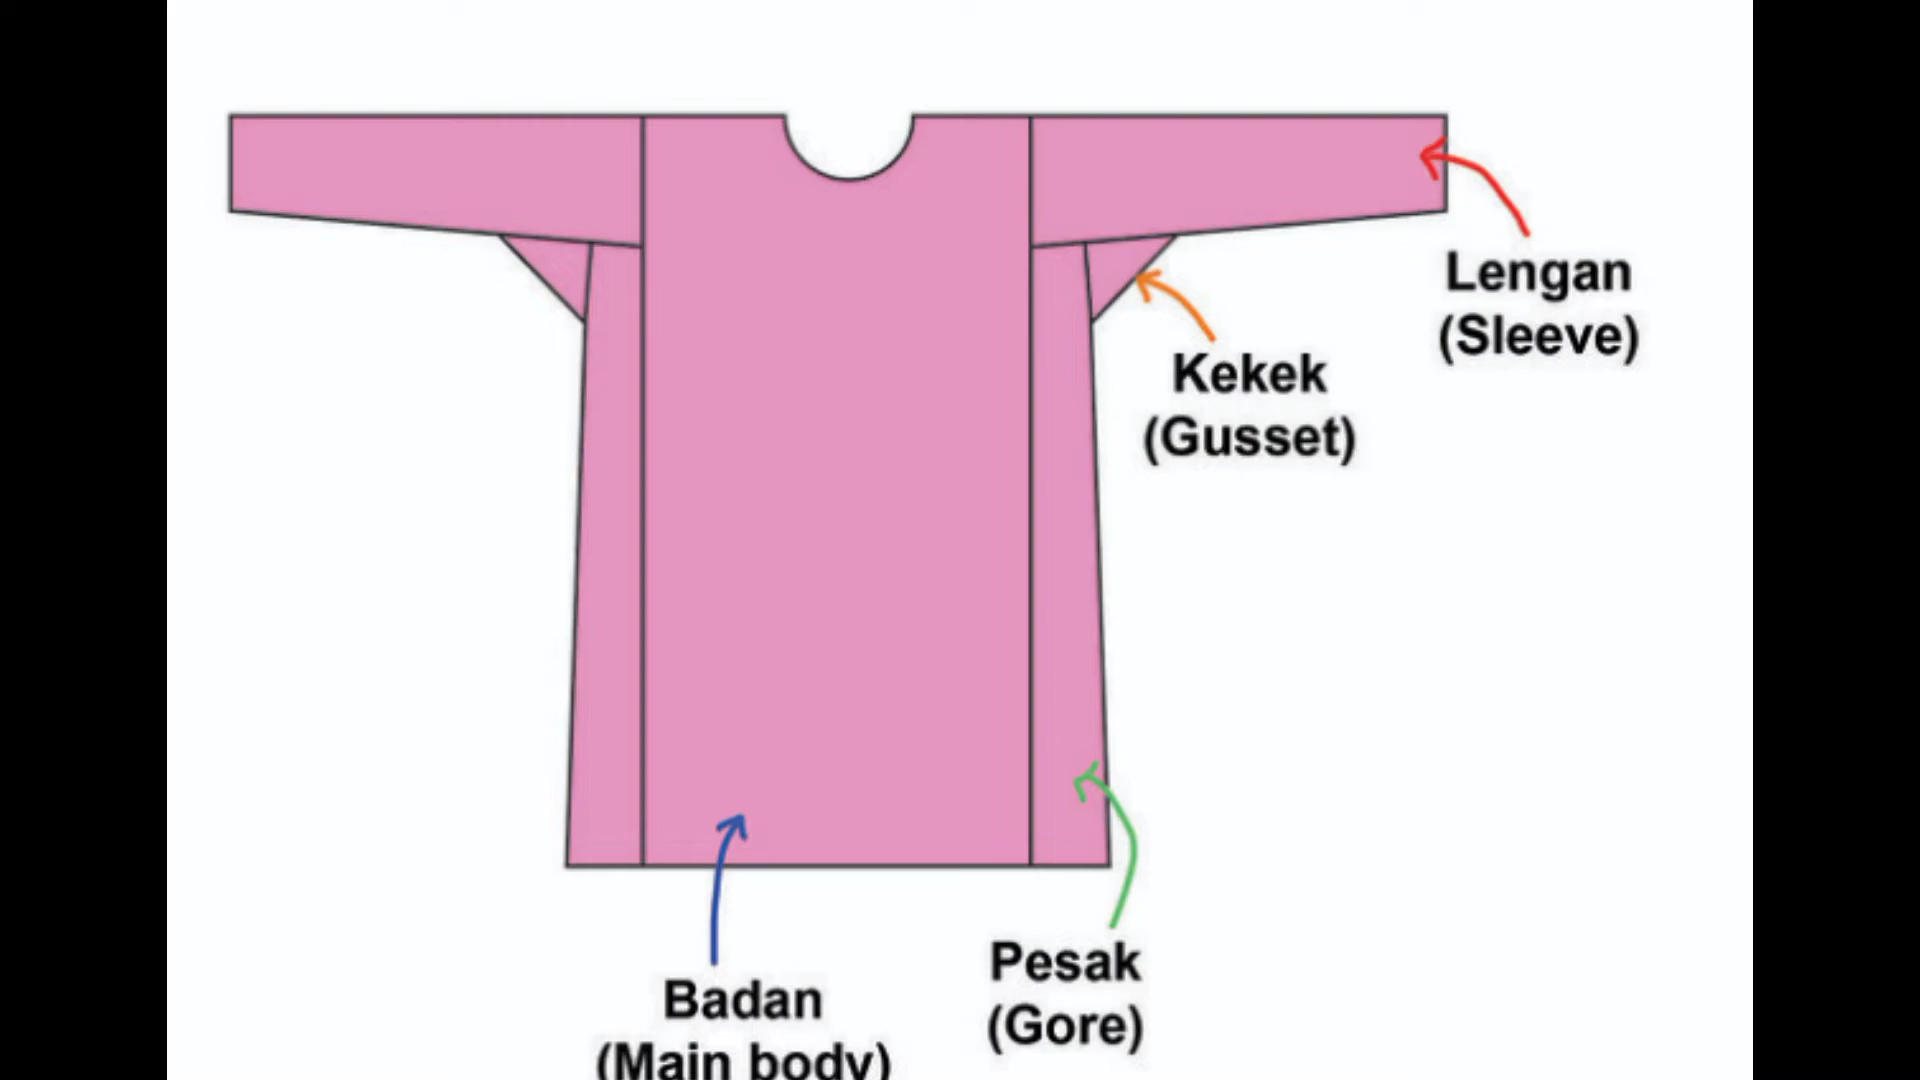 Lengan
(Sleeve)
Kekek
(Gusset)
Pesak
(Gore)
Badan
(Main body)